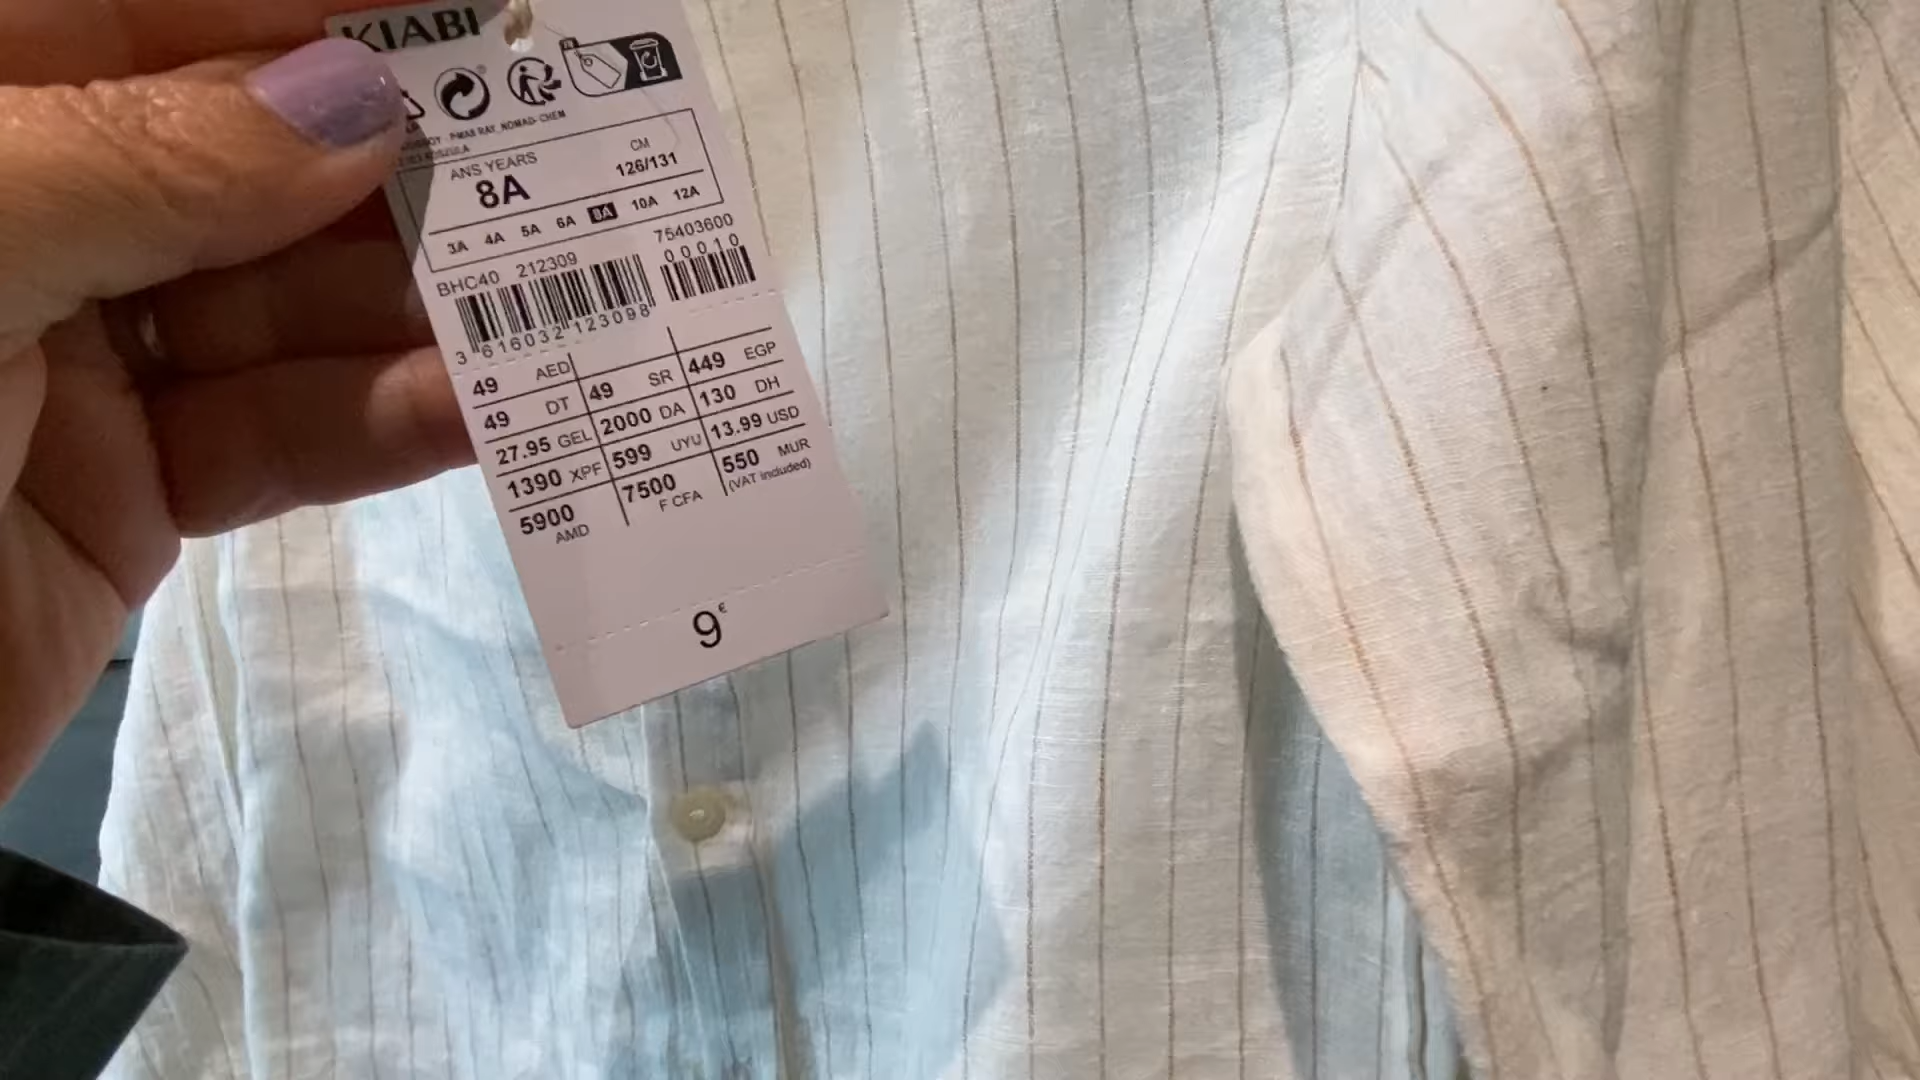 KIABI
ANS YEARS
8A
CM
126/131
3A 4A 5A 6A 8A 10A 12A
BHC40 212309
75403600
00010
3 616032 123098
49 AED
49 SR
449 EGP
49 DT
2000 DA
130 DH
27.95 GEL
599 UYU
13.99 USD
1390 XPF
7500 F CFA
550 MUR
(VAT included)
5900 AMD
9€